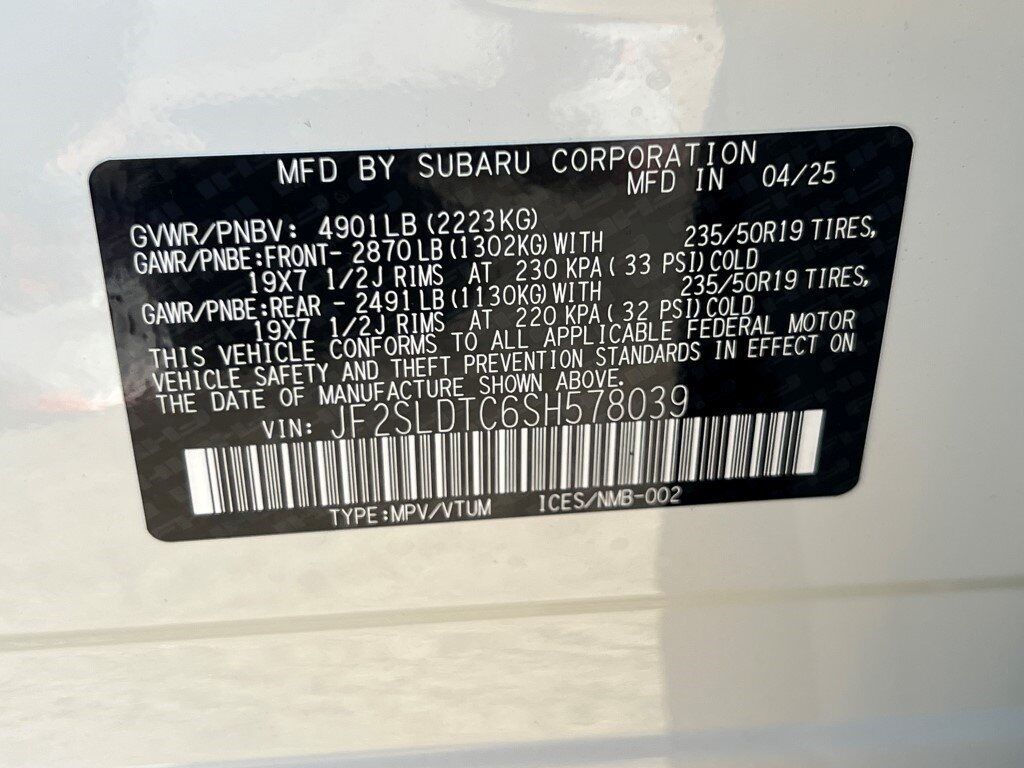 MFD BY SUBARU CORPORATION
MFD IN 04/25
GVWR/PNBV: 4901LB (2223KG)
GAWR/PNBE:FRONT- 2870 LB (1302KG) WITH 235/50R19 TIRES,
19X7 1/2J RIMS AT 230 KPA ( 33 PSI) COLD
GAWR/PNBE:REAR - 2491 LB (1130KG) WITH 235/50R19 TIRES,
19X7 1/2J RIMS AT 220 KPA ( 32 PSI) COLD
THIS VEHICLE CONFORMS TO ALL APPLICABLE FEDERAL MOTOR
VEHICLE SAFETY AND THEFT PREVENTION STANDARDS IN EFFECT ON
THE DATE OF MANUFACTURE SHOWN ABOVE.
VIN: JF2SLDTC6SH578039
TYPE:MPV/VTUM ICES/NMB-002